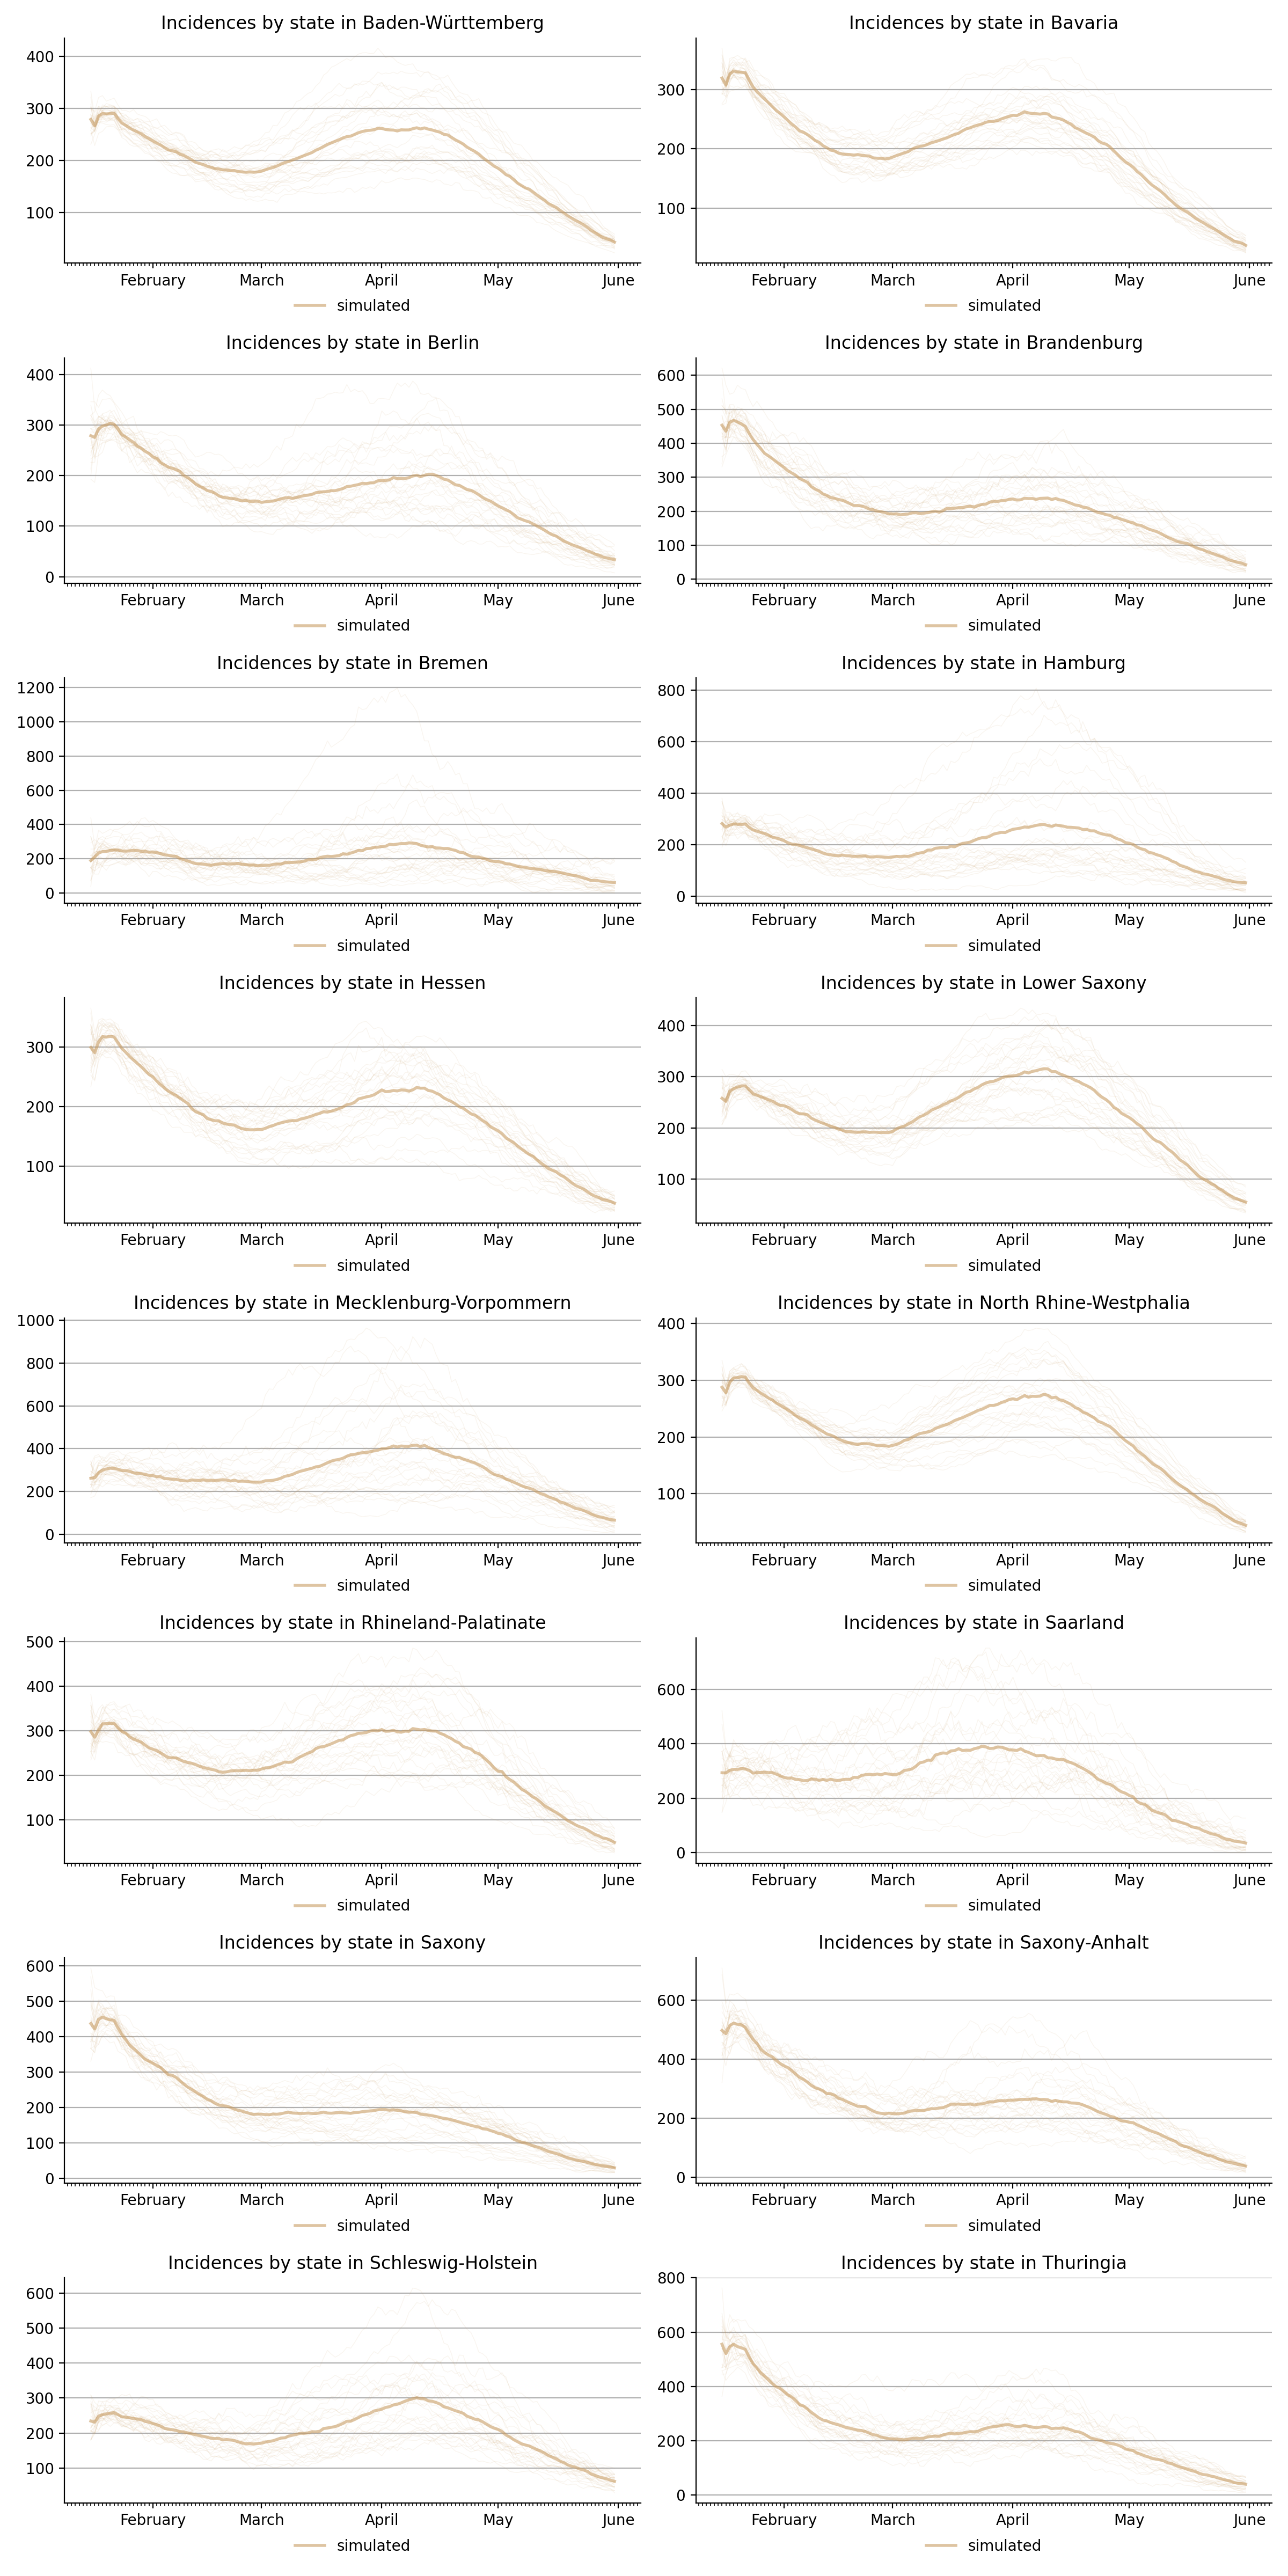 Incidences by state in Baden-Württemberg
400
300
200
100
February March April May June
simulated
Incidences by state in Bavaria
300
200
100
February March April May June
simulated
Incidences by state in Berlin
400
300
200
100
0
February March April May June
simulated
Incidences by state in Brandenburg
600
500
400
300
200
100
0
February March April May June
simulated
Incidences by state in Bremen
1200
1000
800
600
400
200
0
February March April May June
simulated
Incidences by state in Hamburg
800
600
400
200
0
February March April May June
simulated
Incidences by state in Hessen
300
200
100
February March April May June
simulated
Incidences by state in Lower Saxony
400
300
200
100
February March April May June
simulated
Incidences by state in Mecklenburg-Vorpommern
1000
800
600
400
200
0
February March April May June
simulated
Incidences by state in North Rhine-Westphalia
400
300
200
100
February March April May June
simulated
Incidences by state in Rhineland-Palatinate
500
400
300
200
100
February March April May June
simulated
Incidences by state in Saarland
600
400
200
0
February March April May June
simulated
Incidences by state in Saxony
600
500
400
300
200
100
0
February March April May June
simulated
Incidences by state in Saxony-Anhalt
600
400
200
0
February March April May June
simulated
Incidences by state in Schleswig-Holstein
600
500
400
300
200
100
February March April May June
simulated
Incidences by state in Thuringia
800
600
400
200
0
February March April May June
simulated